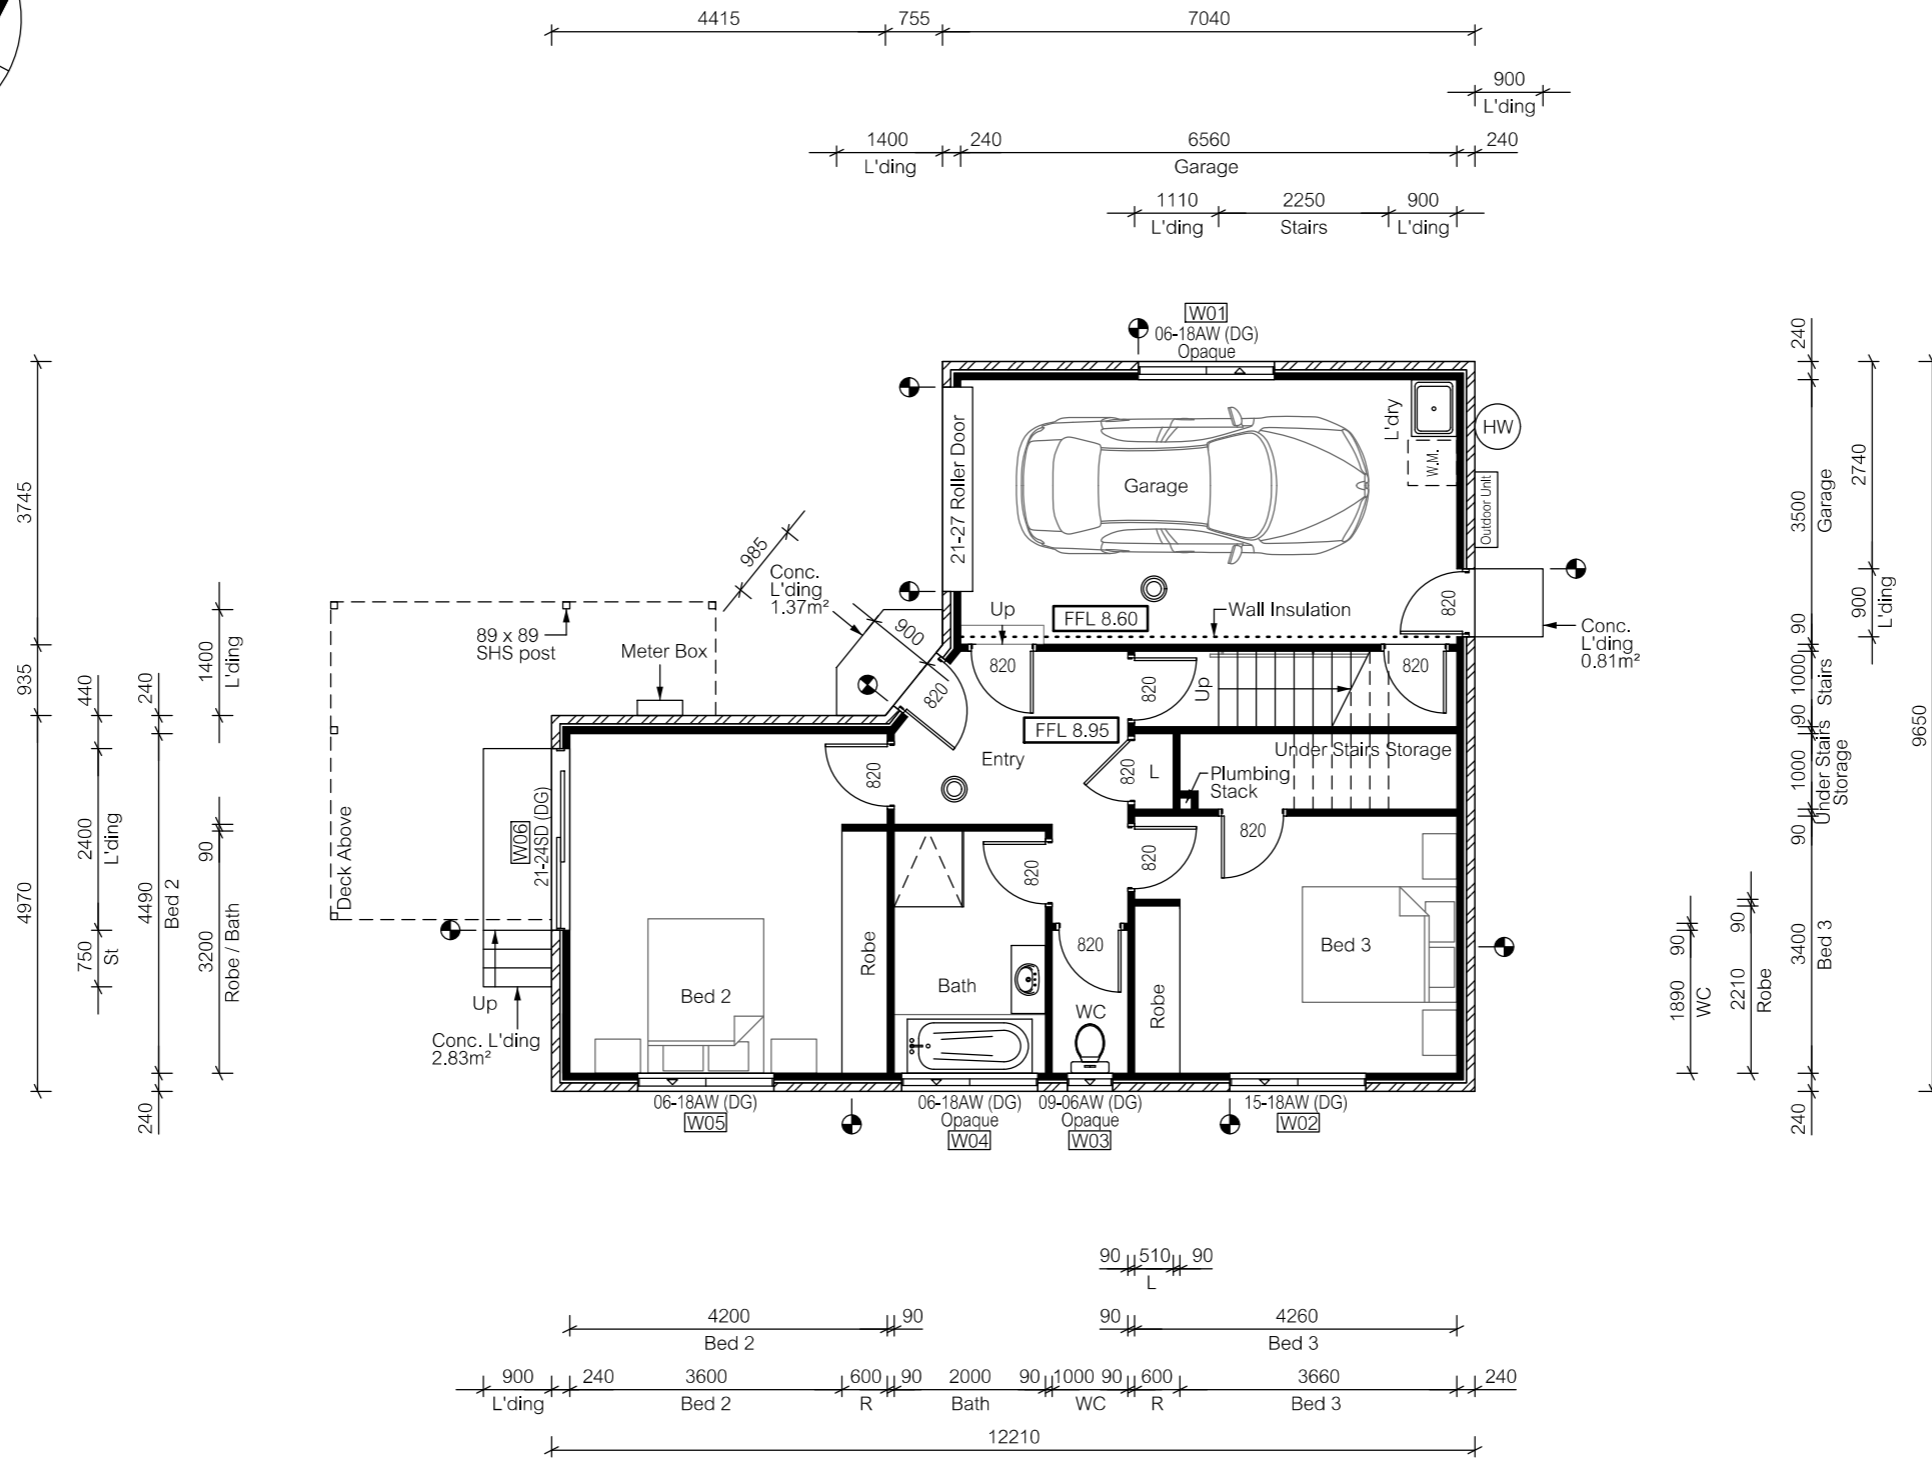 4415
755
7040
900
L'ding
1400
L'ding
240
6560
Garage
240
1110
L'ding
2250
Stairs
900
L'ding
W01
06-18AW (DG)
Opaque
21-27 Roller Door
Garage
L'dry
W.M.
HW
Outdoor Unit
Up
FFL 8.60
Wall Insulation
820
Conc.
L'ding
0.81m²
985
Conc.
L'ding
1.37m²
900
820
89 x 89
SHS post
Meter Box
Deck Above
820
820
Up
820
FFL 8.95
Entry
820
820
L
Under Stairs Storage
Plumbing
Stack
820
820
820
820
W06
21-24SD (DG)
Bed 2
Robe
Bath
WC
Robe
Bed 3
Up
Conc. L'ding
2.83m²
06-18AW (DG)
W05
06-18AW (DG)
Opaque
W04
09-06AW (DG)
Opaque
W03
15-18AW (DG)
W02
3745
935
4970
440
2400
L'ding
750
St
240
4490
Bed 2
240
1400
L'ding
90
3200
Robe / Bath
240
3500
Garage
90
1000
Stairs
90
1000
Under Stairs
Storage
90
3400
Bed 3
240
2740
900
L'ding
9650
90
1890
WC
90
2210
Robe
90
510
90
L
4200
Bed 2
90
90
4260
Bed 3
900
L'ding
240
3600
Bed 2
600
R
90
2000
Bath
90
1000
WC
90
600
R
3660
Bed 3
240
12210